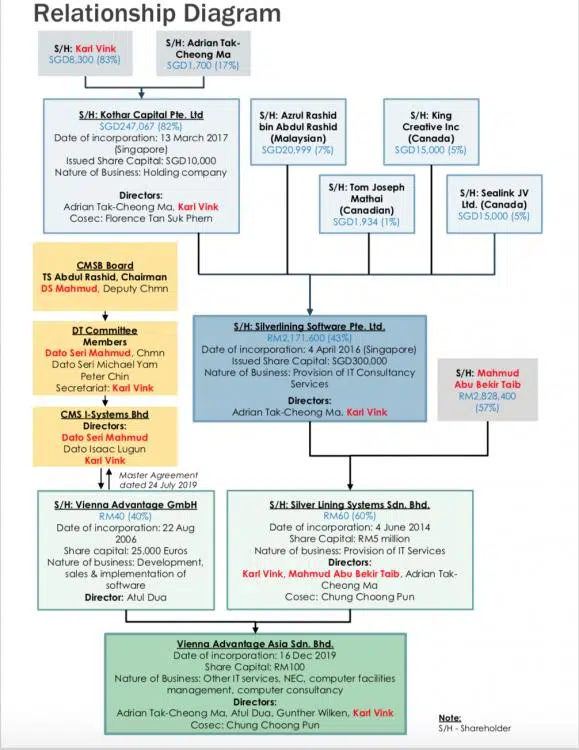 Relationship Diagram
S/H: Karl Vink
SGD8,300 (83%)
S/H: Adrian Tak-
Cheong Ma
SGD1,700 (17%)
S/H: Kothar Capital Pte. Ltd
SGD247,067 (82%)
Date of incorporation: 13 March 2017
(Singapore)
Issued Share Capital: SGD10,000
Nature of Business: Holding company
Directors:
Adrian Tak-Cheong Ma, Karl Vink
Cosec: Florence Tan Suk Phern
S/H: Azrul Rashid
bin Abdul Rashid
(Malaysian)
SGD20,999 (7%)
S/H: King
Creative Inc
(Canada)
SGD15,000 (5%)
S/H: Tom Joseph
Mathai
(Canadian)
SGD1,934 (1%)
S/H: Sealink JV
Ltd. (Canada)
SGD15,000 (5%)
CMSB Board
TS Abdul Rashid, Chairman
DS Mahmud, Deputy Chmn
DT Committee
Members
Dato Seri Mahmud, Chmn
Dato Seri Michael Yam
Peter Chin
Secretariat: Karl Vink
CMS I-Systems Bhd
Directors:
Dato Seri Mahmud
Dato Isaac Lugun
Karl Vink
S/H: Silverlining Software Pte. Ltd.
RM2,171,600 (43%)
Date of incorporation: 4 April 2016 (Singapore)
Issued Share Capital: SGD300,000
Nature of Business: Provision of IT Consultancy
Services
Directors:
Adrian Tak-Cheong Ma, Karl Vink
S/H: Mahmud
Abu Bekir Taib
RM2,828,400
(57%)
Master Agreement
dated 24 July 2019
S/H: Vienna Advantage GmbH
RM40 (40%)
Date of incorporation: 22 Aug
2006
Share capital: 25,000 Euros
Nature of business: Development,
sales & implementation of
software
Director: Atul Dua
S/H: Silver Lining Systems Sdn. Bhd.
RM60 (60%)
Date of incorporation: 4 June 2014
Share Capital: RM5 million
Nature of business: Provision of IT Services
Directors:
Karl Vink, Mahmud Abu Bekir Taib, Adrian Tak-
Cheong Ma
Cosec: Chung Choong Pun
Vienna Advantage Asia Sdn. Bhd.
Date of incorporation: 16 Dec 2019
Share Capital: RM100
Nature of Business: Other IT services, NEC, computer facilities
management, computer consultancy
Directors:
Adrian Tak-Cheong Ma, Atul Dua, Gunther Wilken, Karl Vink
Cosec: Chung Choong Pun
Note:
S/H - Shareholder